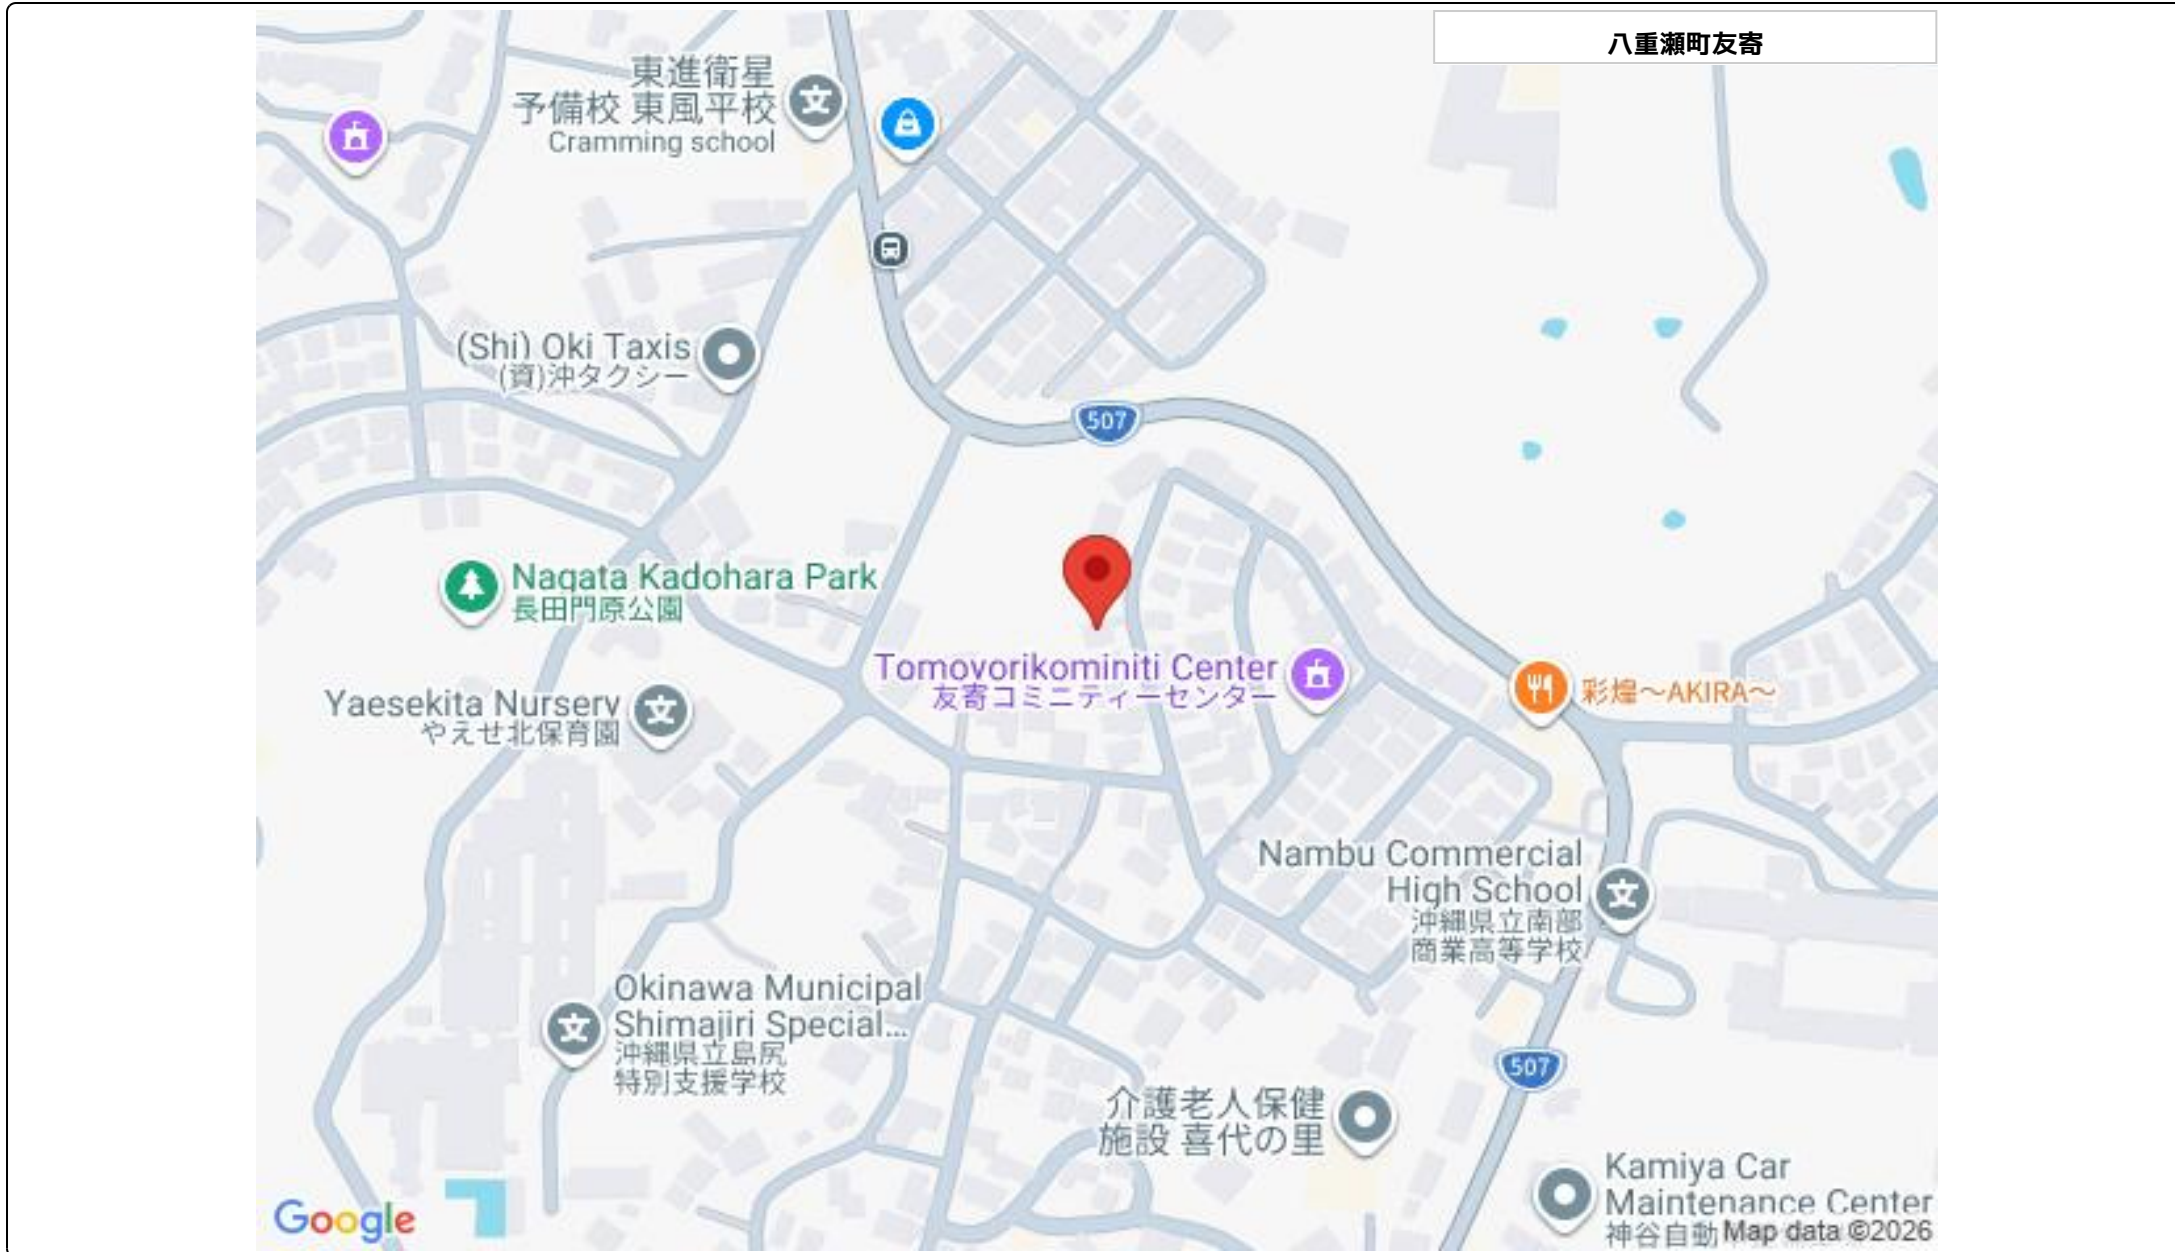 八重瀬町友寄
東進衛星
予備校 東風平校
Cramming school
(Shi) Oki Taxis
(資)沖タクシー
507
Nagata Kadohara Park
長田門原公園
Tomoyorikominiti Center
友寄コミニティーセンター
彩煌〜AKIRA〜
Yaesekita Nursery
やえせ北保育園
Nambu Commercial
High School
沖縄県立南部
商業高等学校
Okinawa Municipal
Shimajiri Special...
沖縄県立島尻
特別支援学校
507
介護老人保健
施設 喜代の里
Kamiya Car
Maintenance Center
神谷自動
Google
Map data ©2026